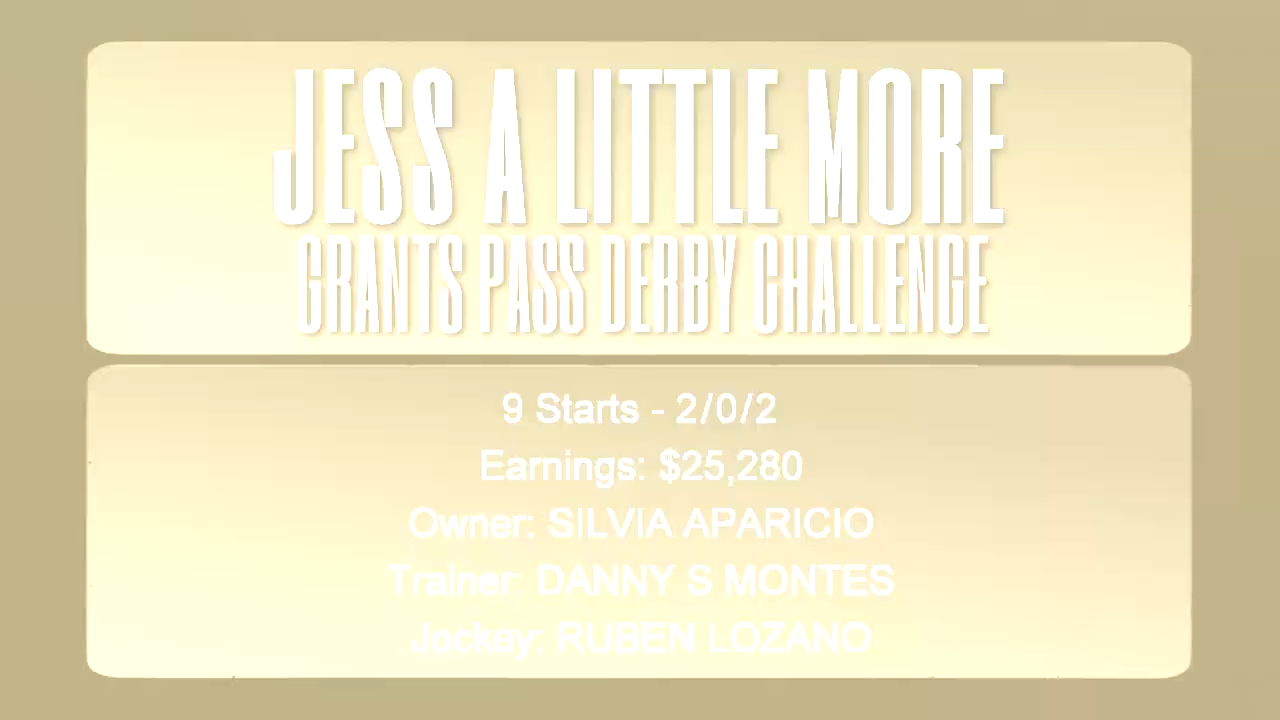 JESS A LITTLE MORE
GRANTS PASS DERBY CHALLENGE
9 Starts - 2/0/2
Earnings: $25,280
Owner: SILVIA APARICIO
Trainer: DANNY S MONTES
Jockey: RUBEN LOZANO